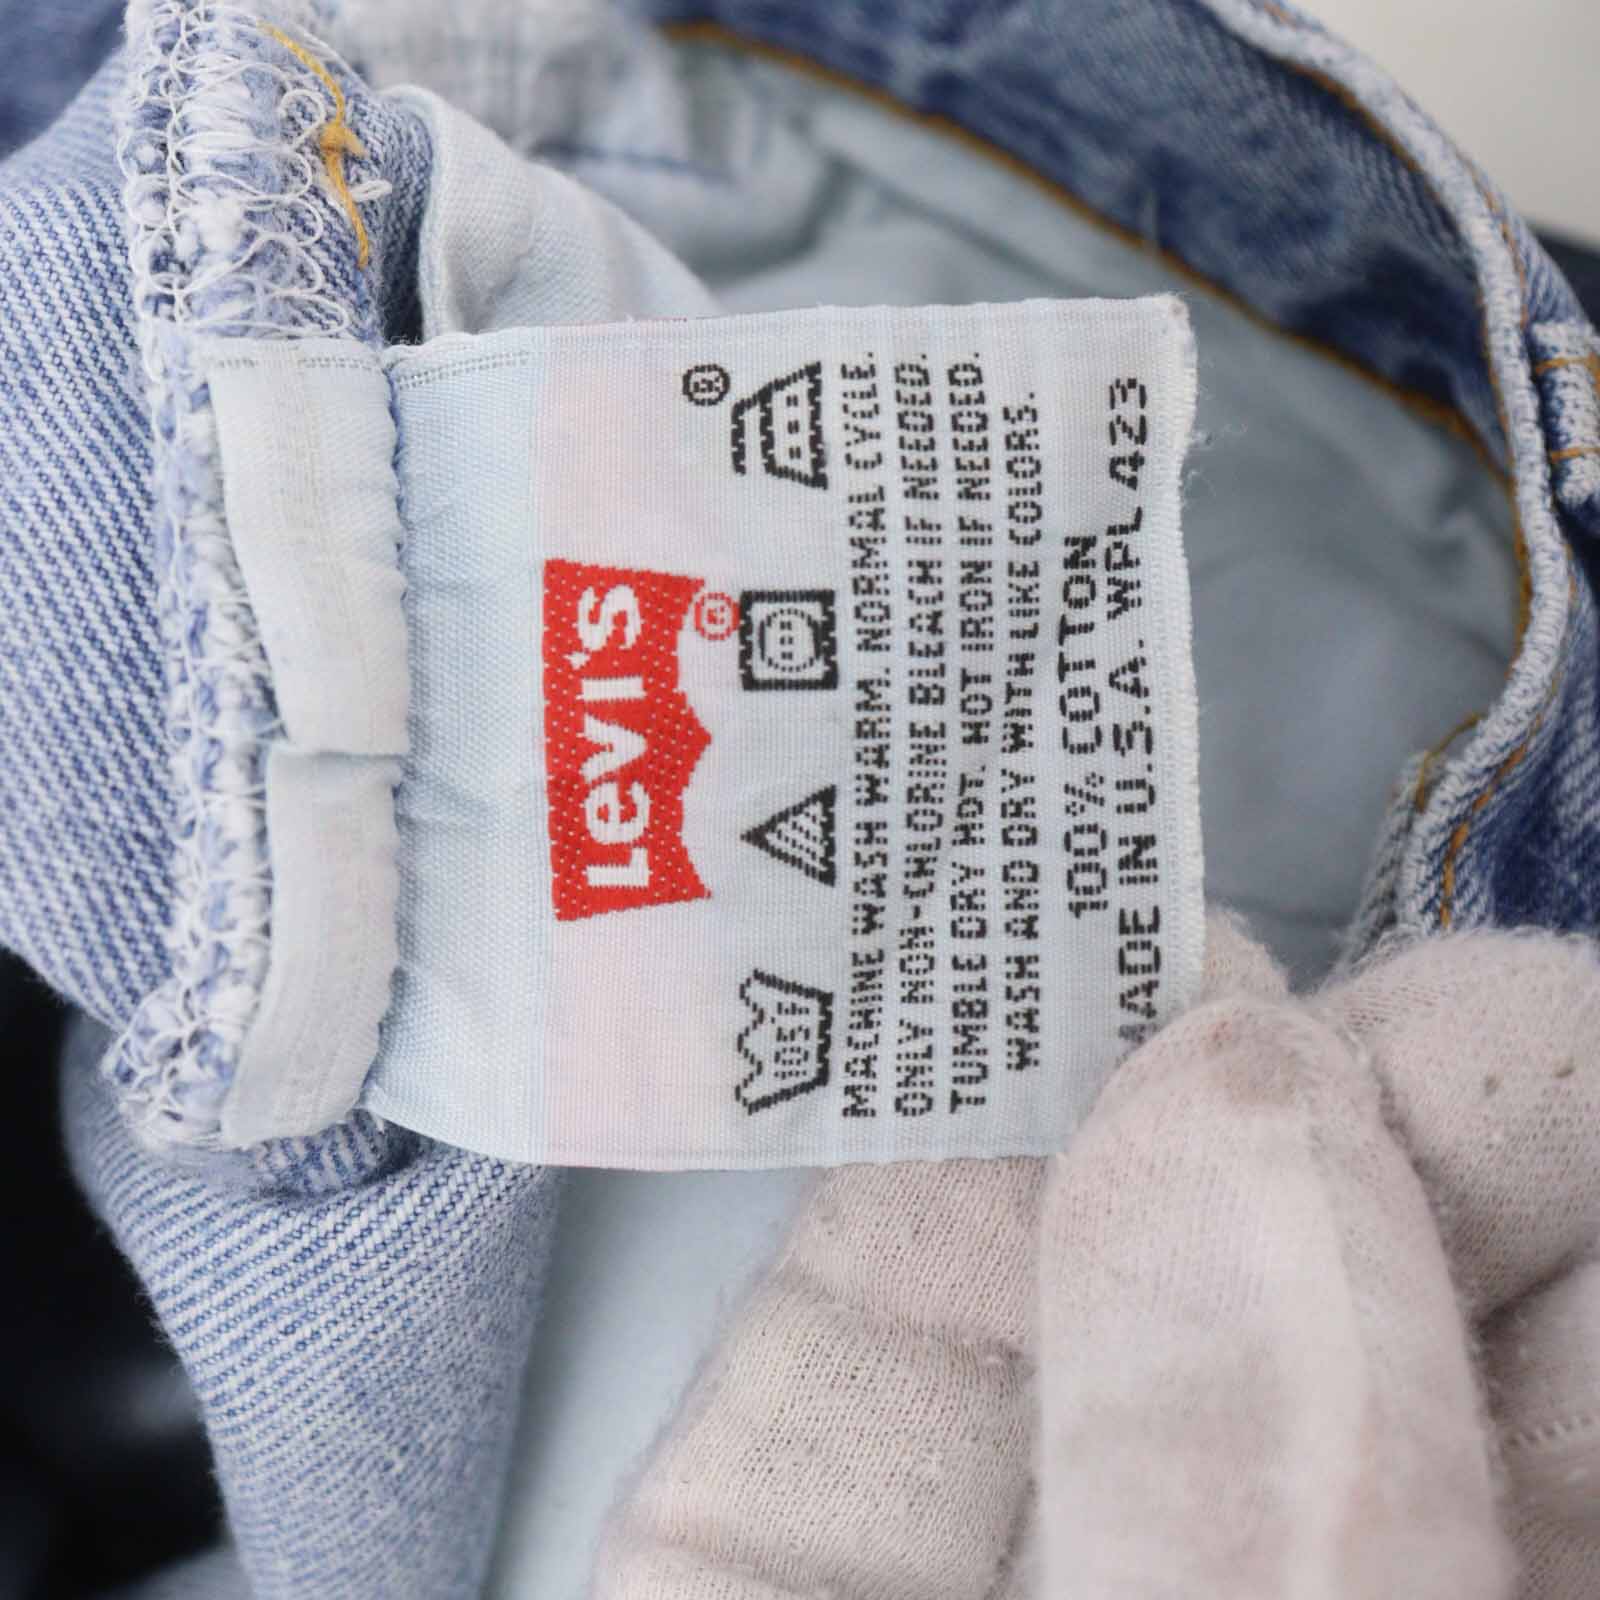 LEVI'S®
105F
®
MACHINE WASH WARM. NORMAL CYCLE.
ONLY NON-CHLORINE BLEACH IF NEEDED.
TUMBLE DRY HOT. HOT IRON IF NEEDED.
WASH AND DRY WITH LIKE COLORS.
100% COTTON
MADE IN U.S.A. WPL 423